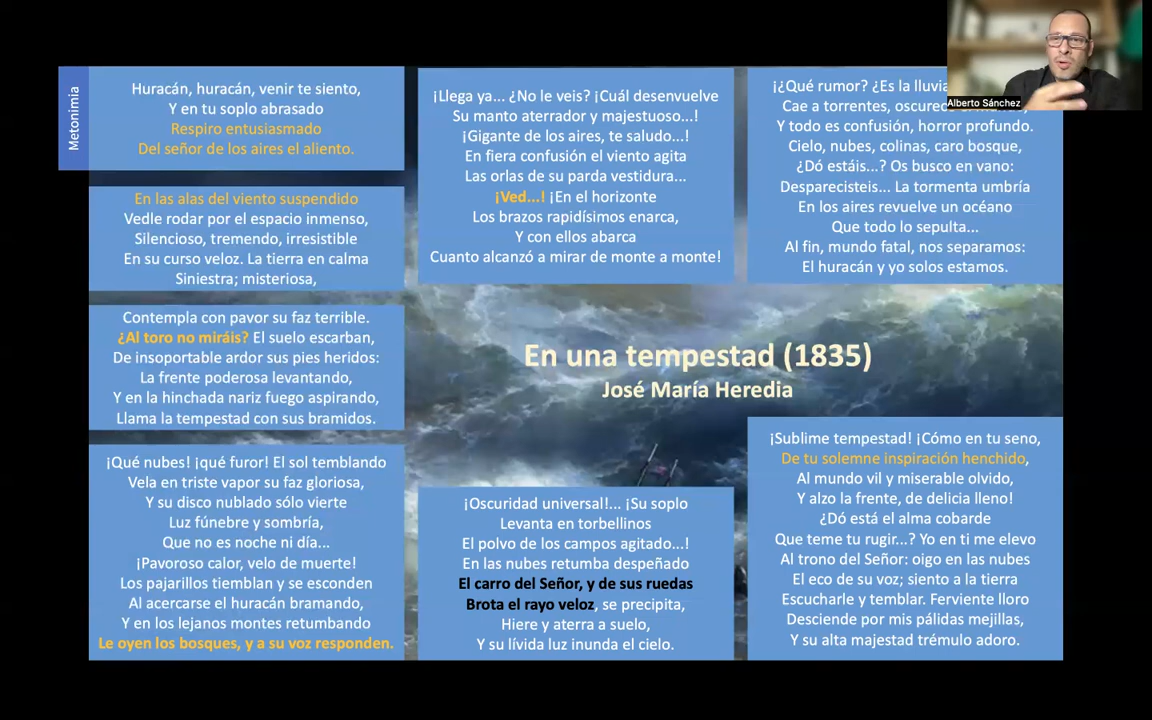 Metonimia
Huracán, huracán, venir te siento,
Y en tu soplo abrasado
Respiro entusiasmado
Del señor de los aires el aliento.
En las alas del viento suspendido
Vedle rodar por el espacio inmenso,
Silencioso, tremendo, irresistible
En su curso veloz. La tierra en calma
Siniestra; misteriosa,
Contempla con pavor su faz terrible.
¿Al toro no miráis? El suelo escarban,
De insoportable ardor sus pies heridos:
La frente poderosa levantando,
Y en la hinchada nariz fuego aspirando,
Llama la tempestad con sus bramidos.
¡Qué nubes! ¡qué furor! El sol temblando
Vela en triste vapor su faz gloriosa,
Y su disco nublado sólo vierte
Luz fúnebre y sombría,
Que no es noche ni día...
¡Pavoroso calor, velo de muerte!
Los pajarillos tiemblan y se esconden
Al acercarse el huracán bramando,
Y en los lejanos montes retumbando
Le oyen los bosques, y a su voz responden.
¡Llega ya... ¿No le veis? ¡Cuál desenvuelve
Su manto aterrador y majestuoso...!
¡Gigante de los aires, te saludo...!
En fiera confusión el viento agita
Las orlas de su parda vestidura...
¡Ved...! ¡En el horizonte
Los brazos rapidísimos enarca,
Y con ellos abarca
Cuanto alcanzó a mirar de monte a monte!
En una tempestad (1835)
José María Heredia
¡Oscuridad universal!... ¡Su soplo
Levanta en torbellinos
El polvo de los campos agitado...!
En las nubes retumba despeñado
El carro del Señor, y de sus ruedas
Brota el rayo veloz, se precipita,
Hiere y aterra a suelo,
Y su lívida luz inunda el cielo.
¡¿Qué rumor? ¿Es la lluvia
Cae a torrentes,
Y todo es confusión, horror profundo.
Cielo, nubes, colinas, caro bosque,
¿Dó estáis...? Os busco en vano:
Desparecisteis... La tormenta umbría
En los aires revuelve un océano
Que todo lo sepulta...
Al fin, mundo fatal, nos separamos:
El huracán y yo solos estamos.
¡Sublime tempestad! ¡Cómo en tu seno,
De tu solemne inspiración henchido,
Al mundo vil y miserable olvido,
Y alzo la frente, de delicia lleno!
¿Dó está el alma cobarde
Que teme tu rugir...? Yo en ti me elevo
Al trono del Señor: oigo en las nubes
El eco de su voz; siento a la tierra
Escucharle y temblar. Ferviente lloro
Desciende por mis pálidas mejillas,
Y su alta majestad trémulo adoro.
Alberto Sánchez